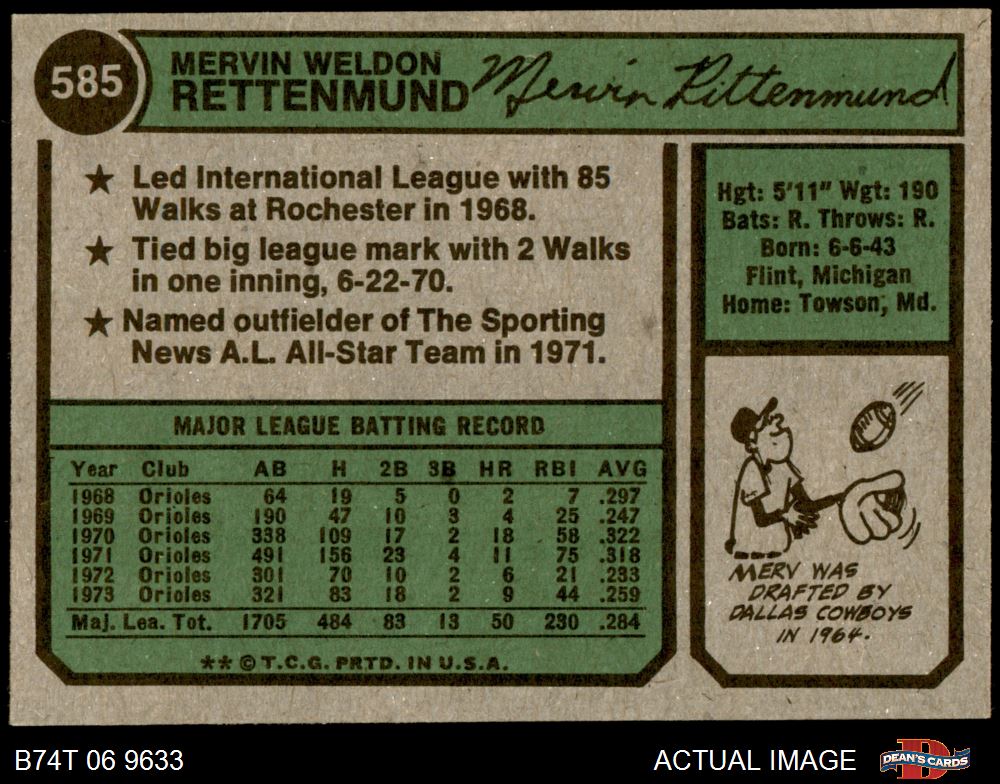 585
MERVIN WELDON
RETTENMUND
Mervin Rettenmund
★ Led International League with 85
Walks at Rochester in 1968.
★ Tied big league mark with 2 Walks
in one inning, 6-22-70.
★ Named outfielder of The Sporting
News A.L. All-Star Team in 1971.
Hgt: 5'11" Wgt: 190
Bats: R. Throws: R.
Born: 6-6-43
Flint, Michigan
Home: Towson, Md.
MAJOR LEAGUE BATTING RECORD
Year Club AB H 2B 3B HR RBI AVG
1968 Orioles 64 19 5 0 2 7 .297
1969 Orioles 190 47 10 3 4 25 .247
1970 Orioles 338 109 17 2 18 58 .322
1971 Orioles 491 156 23 4 11 75 .318
1972 Orioles 301 70 10 2 6 21 .233
1973 Orioles 321 83 18 2 9 44 .259
Maj. Lea. Tot. 1705 484 83 13 50 230 .284
** © T.C.G. PRTD. IN U.S.A.
MERV WAS
DRAFTED BY
DALLAS COWBOYS
IN 1964.
B74T 06 9633
ACTUAL IMAGE
D
DEAN'S CARDS